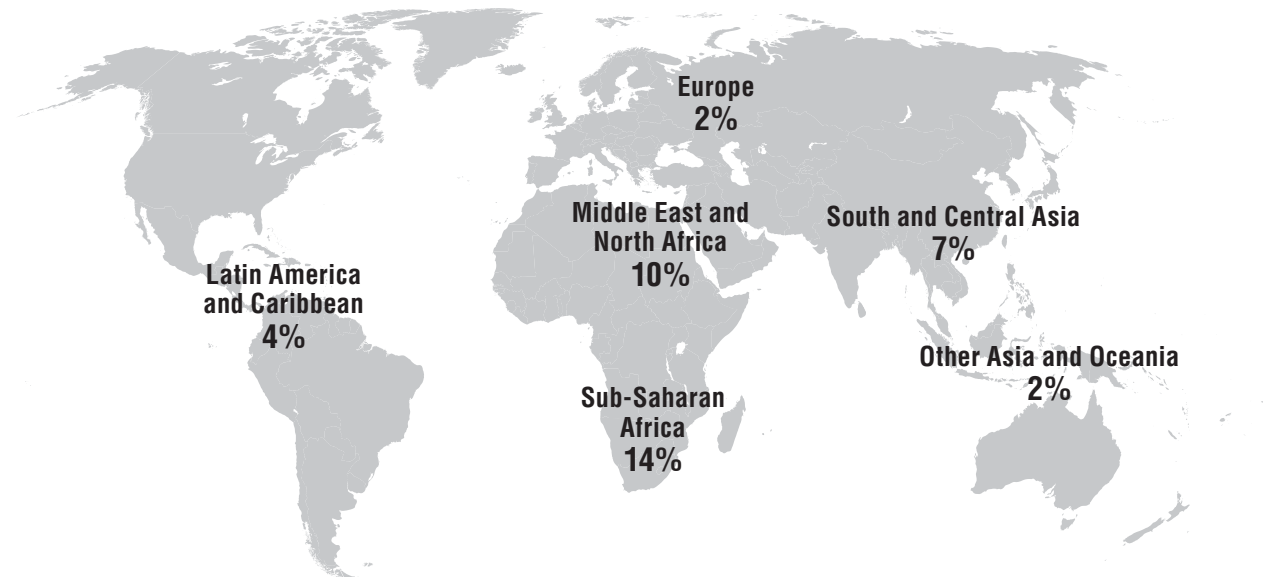 Europe
2%
Middle East and
North Africa
10%
South and Central Asia
7%
Latin America
and Caribbean
4%
Other Asia and Oceania
2%
Sub-Saharan
Africa
14%